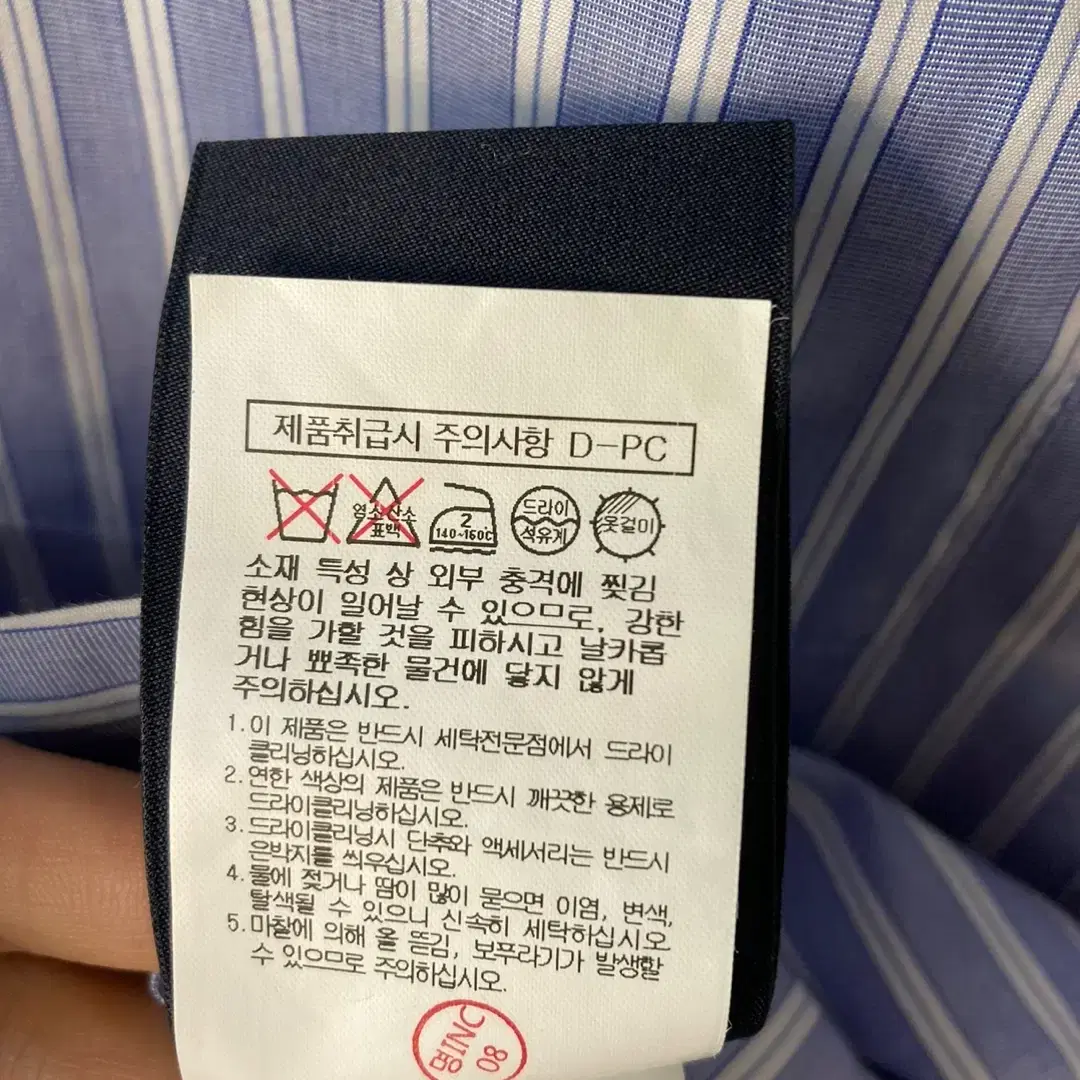 제품취급시 주의사항 D-PC
염소산소
표백
2
140~160℃
드라이
석유계
옷걸이
소재 특성 상 외부 충격에 찢김
현상이 일어날 수 있으므로, 강한
힘을 가할 것을 피하시고 날카롭
거나 뾰족한 물건에 닿지 않게
주의하십시오.
1. 이 제품은 반드시 세탁전문점에서 드라이
클리닝하십시오.
2. 연한 색상의 제품은 반드시 깨끗한 용제로
드라이클리닝하십시오.
3. 드라이클리닝시 단추와 액세서리는 반드시
은박지를 씌우십시오.
4. 물에 젖거나 땀이 많이 묻으면 이염, 변색,
탈색될 수 있으니 신속히 세탁하십시오
5. 마찰에 의해 올 뜯김, 보푸라기가 발생할
수 있으므로 주의하십시오.
INC
08